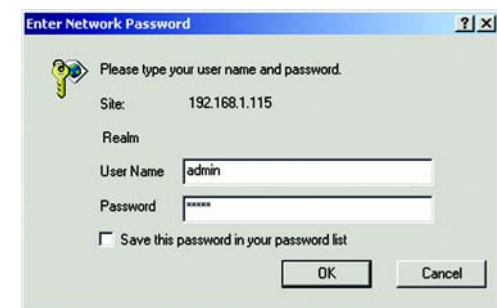 Enter Network Password
Please type your user name and password.
Site: 192.168.1.115
Realm
User Name admin
Password xxxxx
Save this password in your password list
OK Cancel